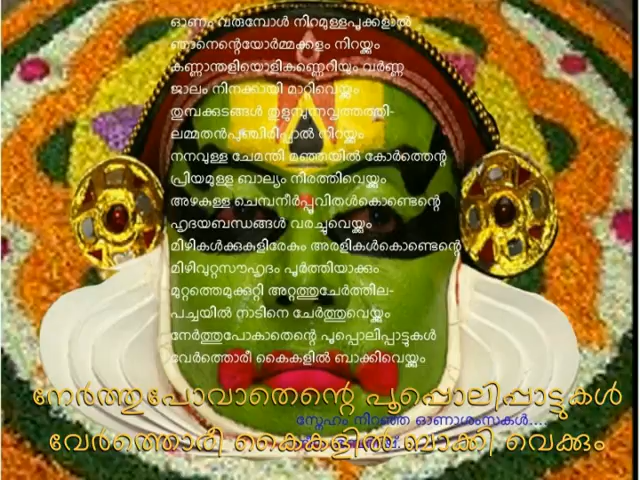 ഓണം വരുമ്പോൾ നിറമുള്ളപൂക്കളാൽ
ഞാനെന്റെയോർമ്മക്കളം നിറയ്ക്കും
കണ്ണാന്തളിയൊളികണ്ണെറിയും വർണ്ണ
ജാലം നിനക്കായി മാറ്റിവെയ്ക്കും
തുമ്പക്കുടങ്ങൾ തുളുമ്പുന്നവൃത്തത്തി-
ലമ്മതൻപുഞ്ചിരിപ്പാൽ നിറയ്ക്കും
നനവുള്ള ചേമന്തി മഞ്ഞയിൽ കോർത്തെന്റ
പ്രിയമുള്ള ബാല്യം നിരത്തിവെയ്ക്കും
അഴകുള്ള ചെമ്പനീർപ്പൂവിതൾകൊണ്ടെന്റെ
ഹൃദയബന്ധങ്ങൾ വരച്ചുവെയ്ക്കും
മിഴികൾക്കുകുളിരേകും അരളികൾകൊണ്ടെന്റെ
മിഴിവുറ്റസൗഹൃദം പൂർത്തിയാക്കും
മുറ്റത്തെമുക്കുറ്റി അറ്റത്തുചേർത്തില-
പച്ചയിൽ നാടിനെ ചേർത്തുവെയ്ക്കും
നേർത്തുപോകാതെന്റെ പൂപ്പൊലിപ്പാട്ടുകൾ
വേർത്തൊരീ കൈകളിൽ ബാക്കിവെയ്ക്കും
നേർത്തുപോവാതെന്റെ പൂപ്പൊലിപ്പാട്ടുകൾ
സ്നേഹം നിറഞ്ഞ ഓണാശംസകൾ....
വേർത്തൊരീ കൈകളിൽ ബാക്കി വെക്കും